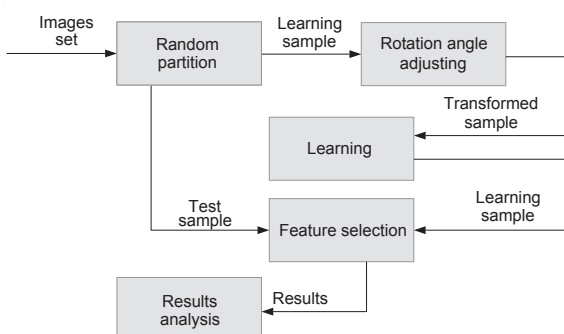 Images
set
Random
partition
Learning
sample
Rotation angle
adjusting
Transformed
sample
Learning
Learning
sample
Test
sample
Feature selection
Results
Results
analysis